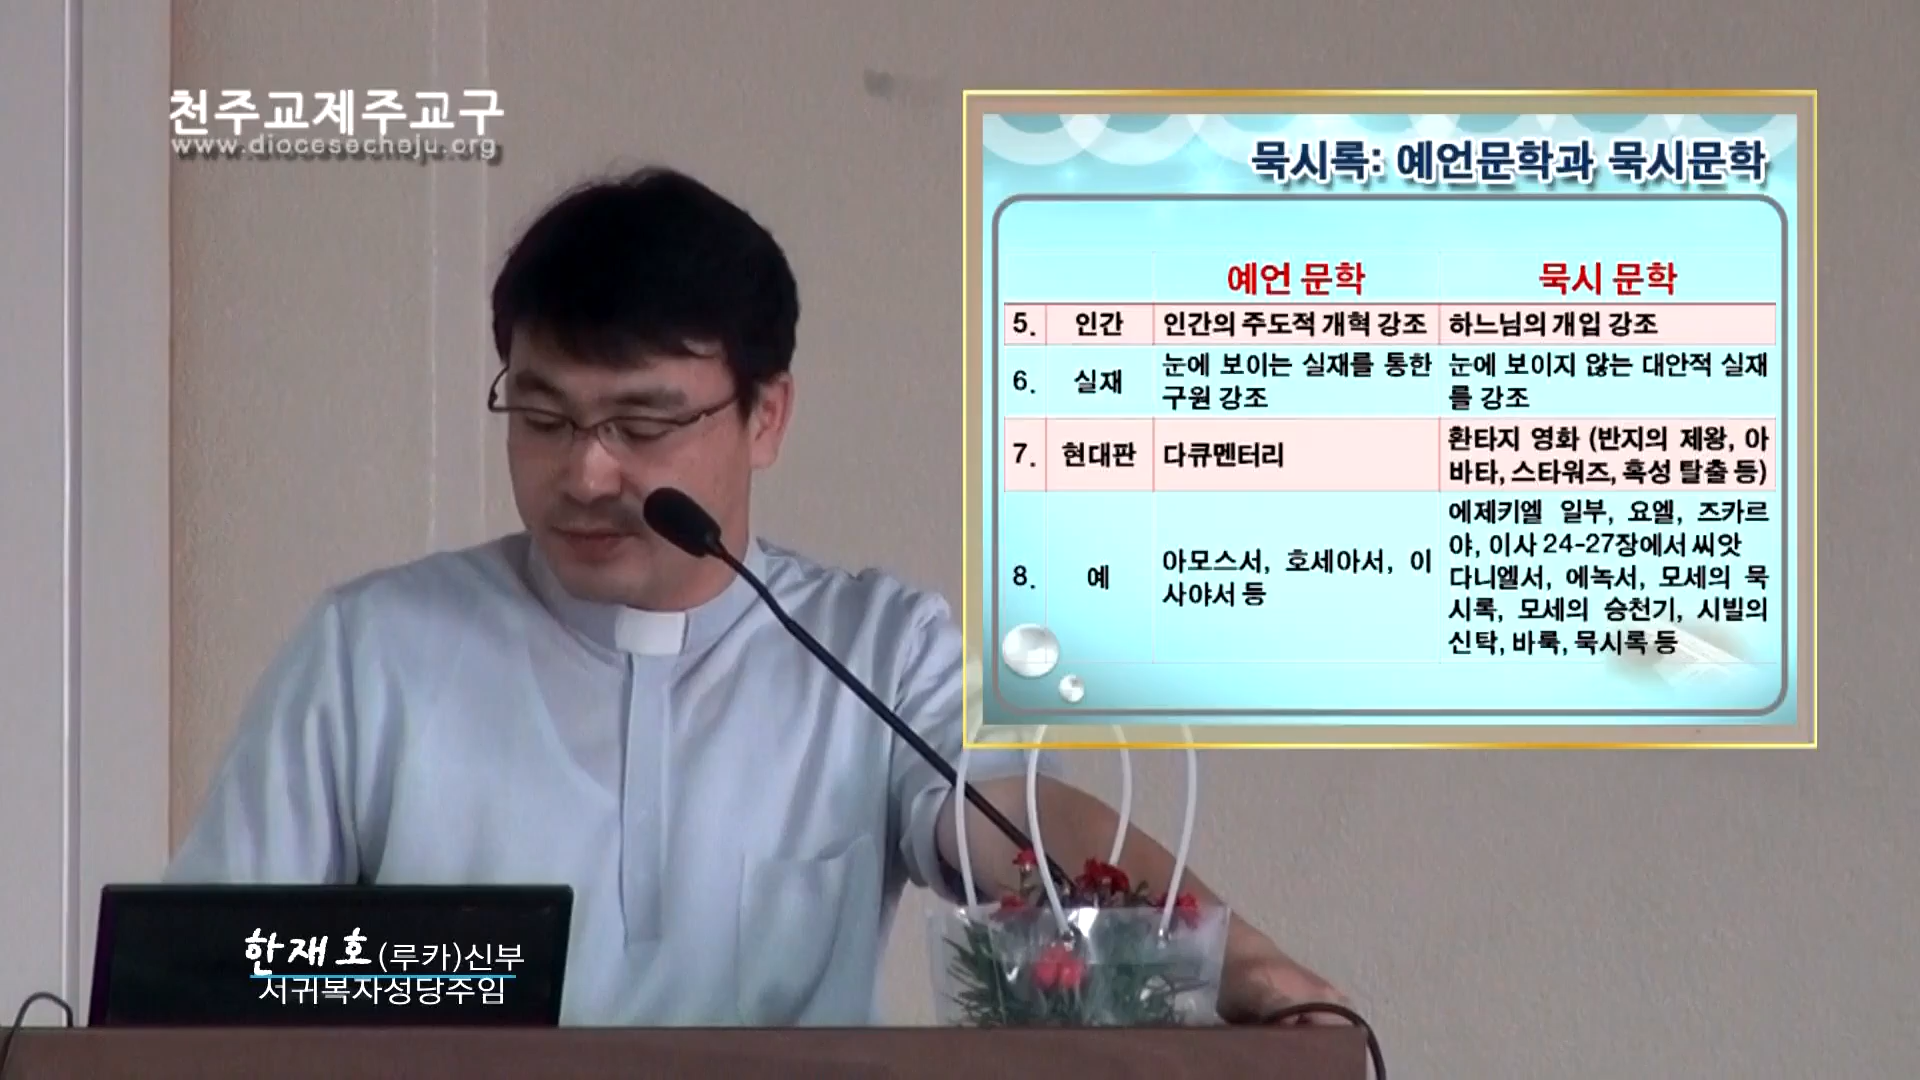 천주교제주교구
www.diocesecheju.org
묵시록: 예언문학과 묵시문학
예언 문학 묵시 문학
5. 인간 인간의 주도적 개혁 강조 하느님의 개입 강조
6. 실재 눈에 보이는 실재를 통한
구원 강조
눈에 보이지 않는 대안적 실재
를 강조
7. 현대판 다큐멘터리 환타지 영화 (반지의 제왕, 아
바타, 스타워즈, 혹성 탈출 등)
8. 예 아모스서, 호세아서, 이
사야서 등
에제키엘 일부, 요엘, 즈카르
야, 이사 24-27장에서 씨앗
다니엘서, 에녹서, 모세의 묵
시록, 모세의 승천기, 시빌의
신탁, 바룩, 묵시록 등
한재호(루카)신부
서귀복자성당주임